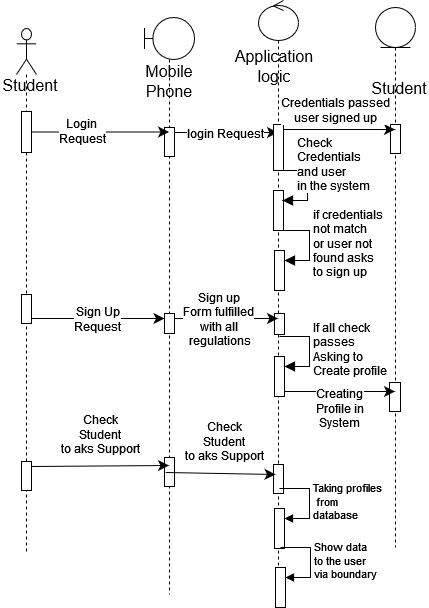 Student
Mobile
Phone
Application
logic
Student
Login
Request
login Request
Credentials passed
user signed up
Check
Credentials
and user
in the system
if credentials
not match
or user not
found asks
to sign up
Sign Up
Request
Sign up
Form fulfilled
with all
regulations
If all check
passes
Asking to
Create profile
Creating
Profile in
System
Check
Student
to aks Support
Check
Student
to aks Support
Taking profiles
from
database
Show data
to the user
via boundary